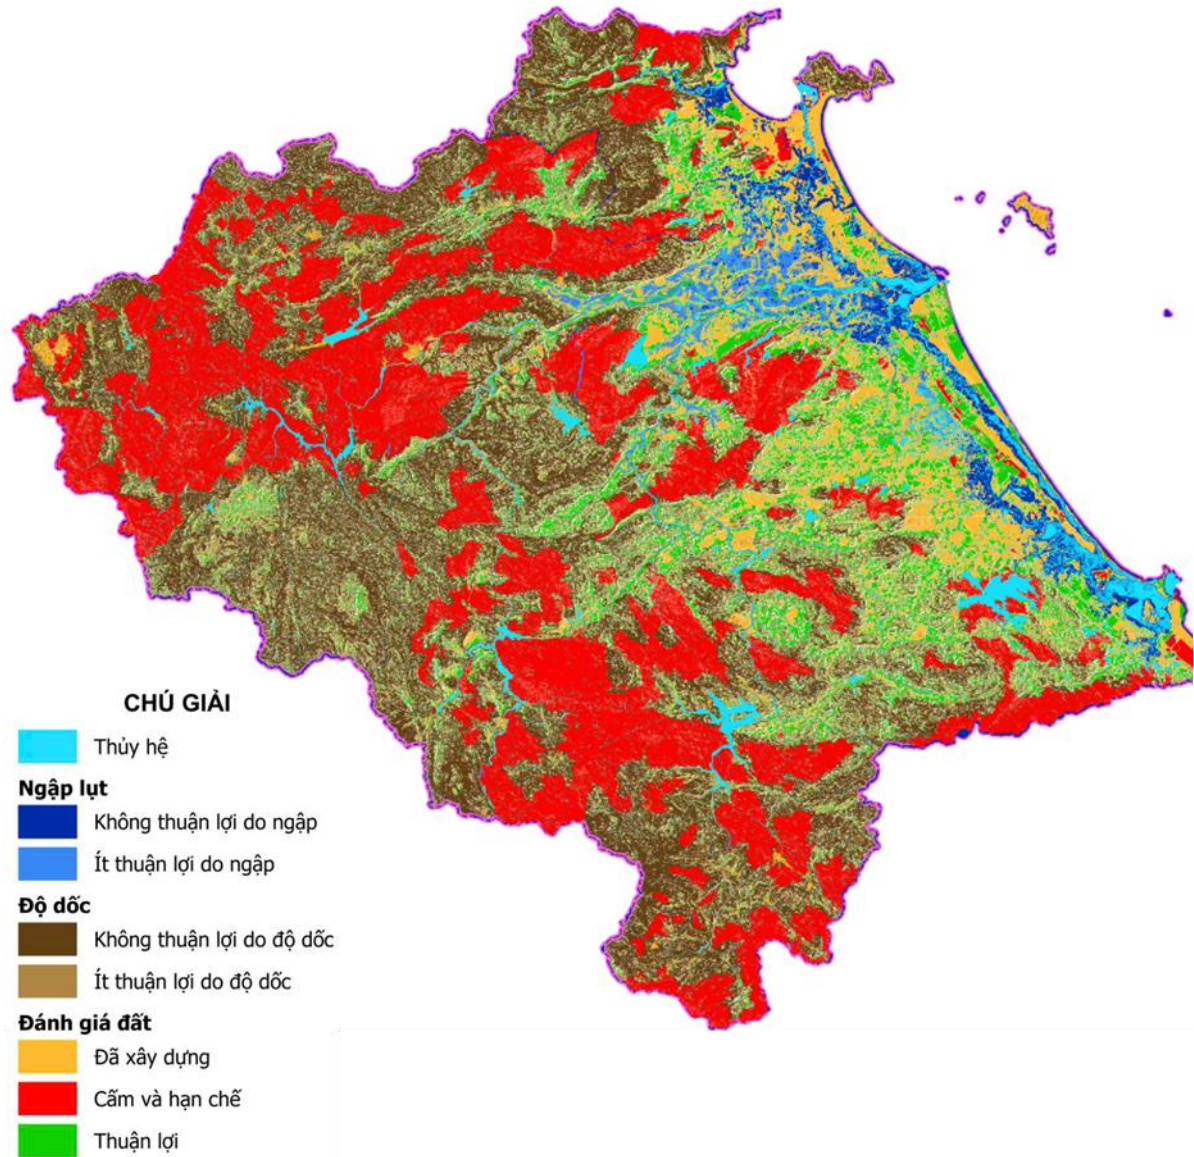 CHÚ GIẢI
Thủy hệ
Ngập lụt
Không thuận lợi do ngập
Ít thuận lợi do ngập
Độ dốc
Không thuận lợi do độ dốc
Ít thuận lợi do độ dốc
Đánh giá đất
Đã xây dựng
Cấm và hạn chế
Thuận lợi